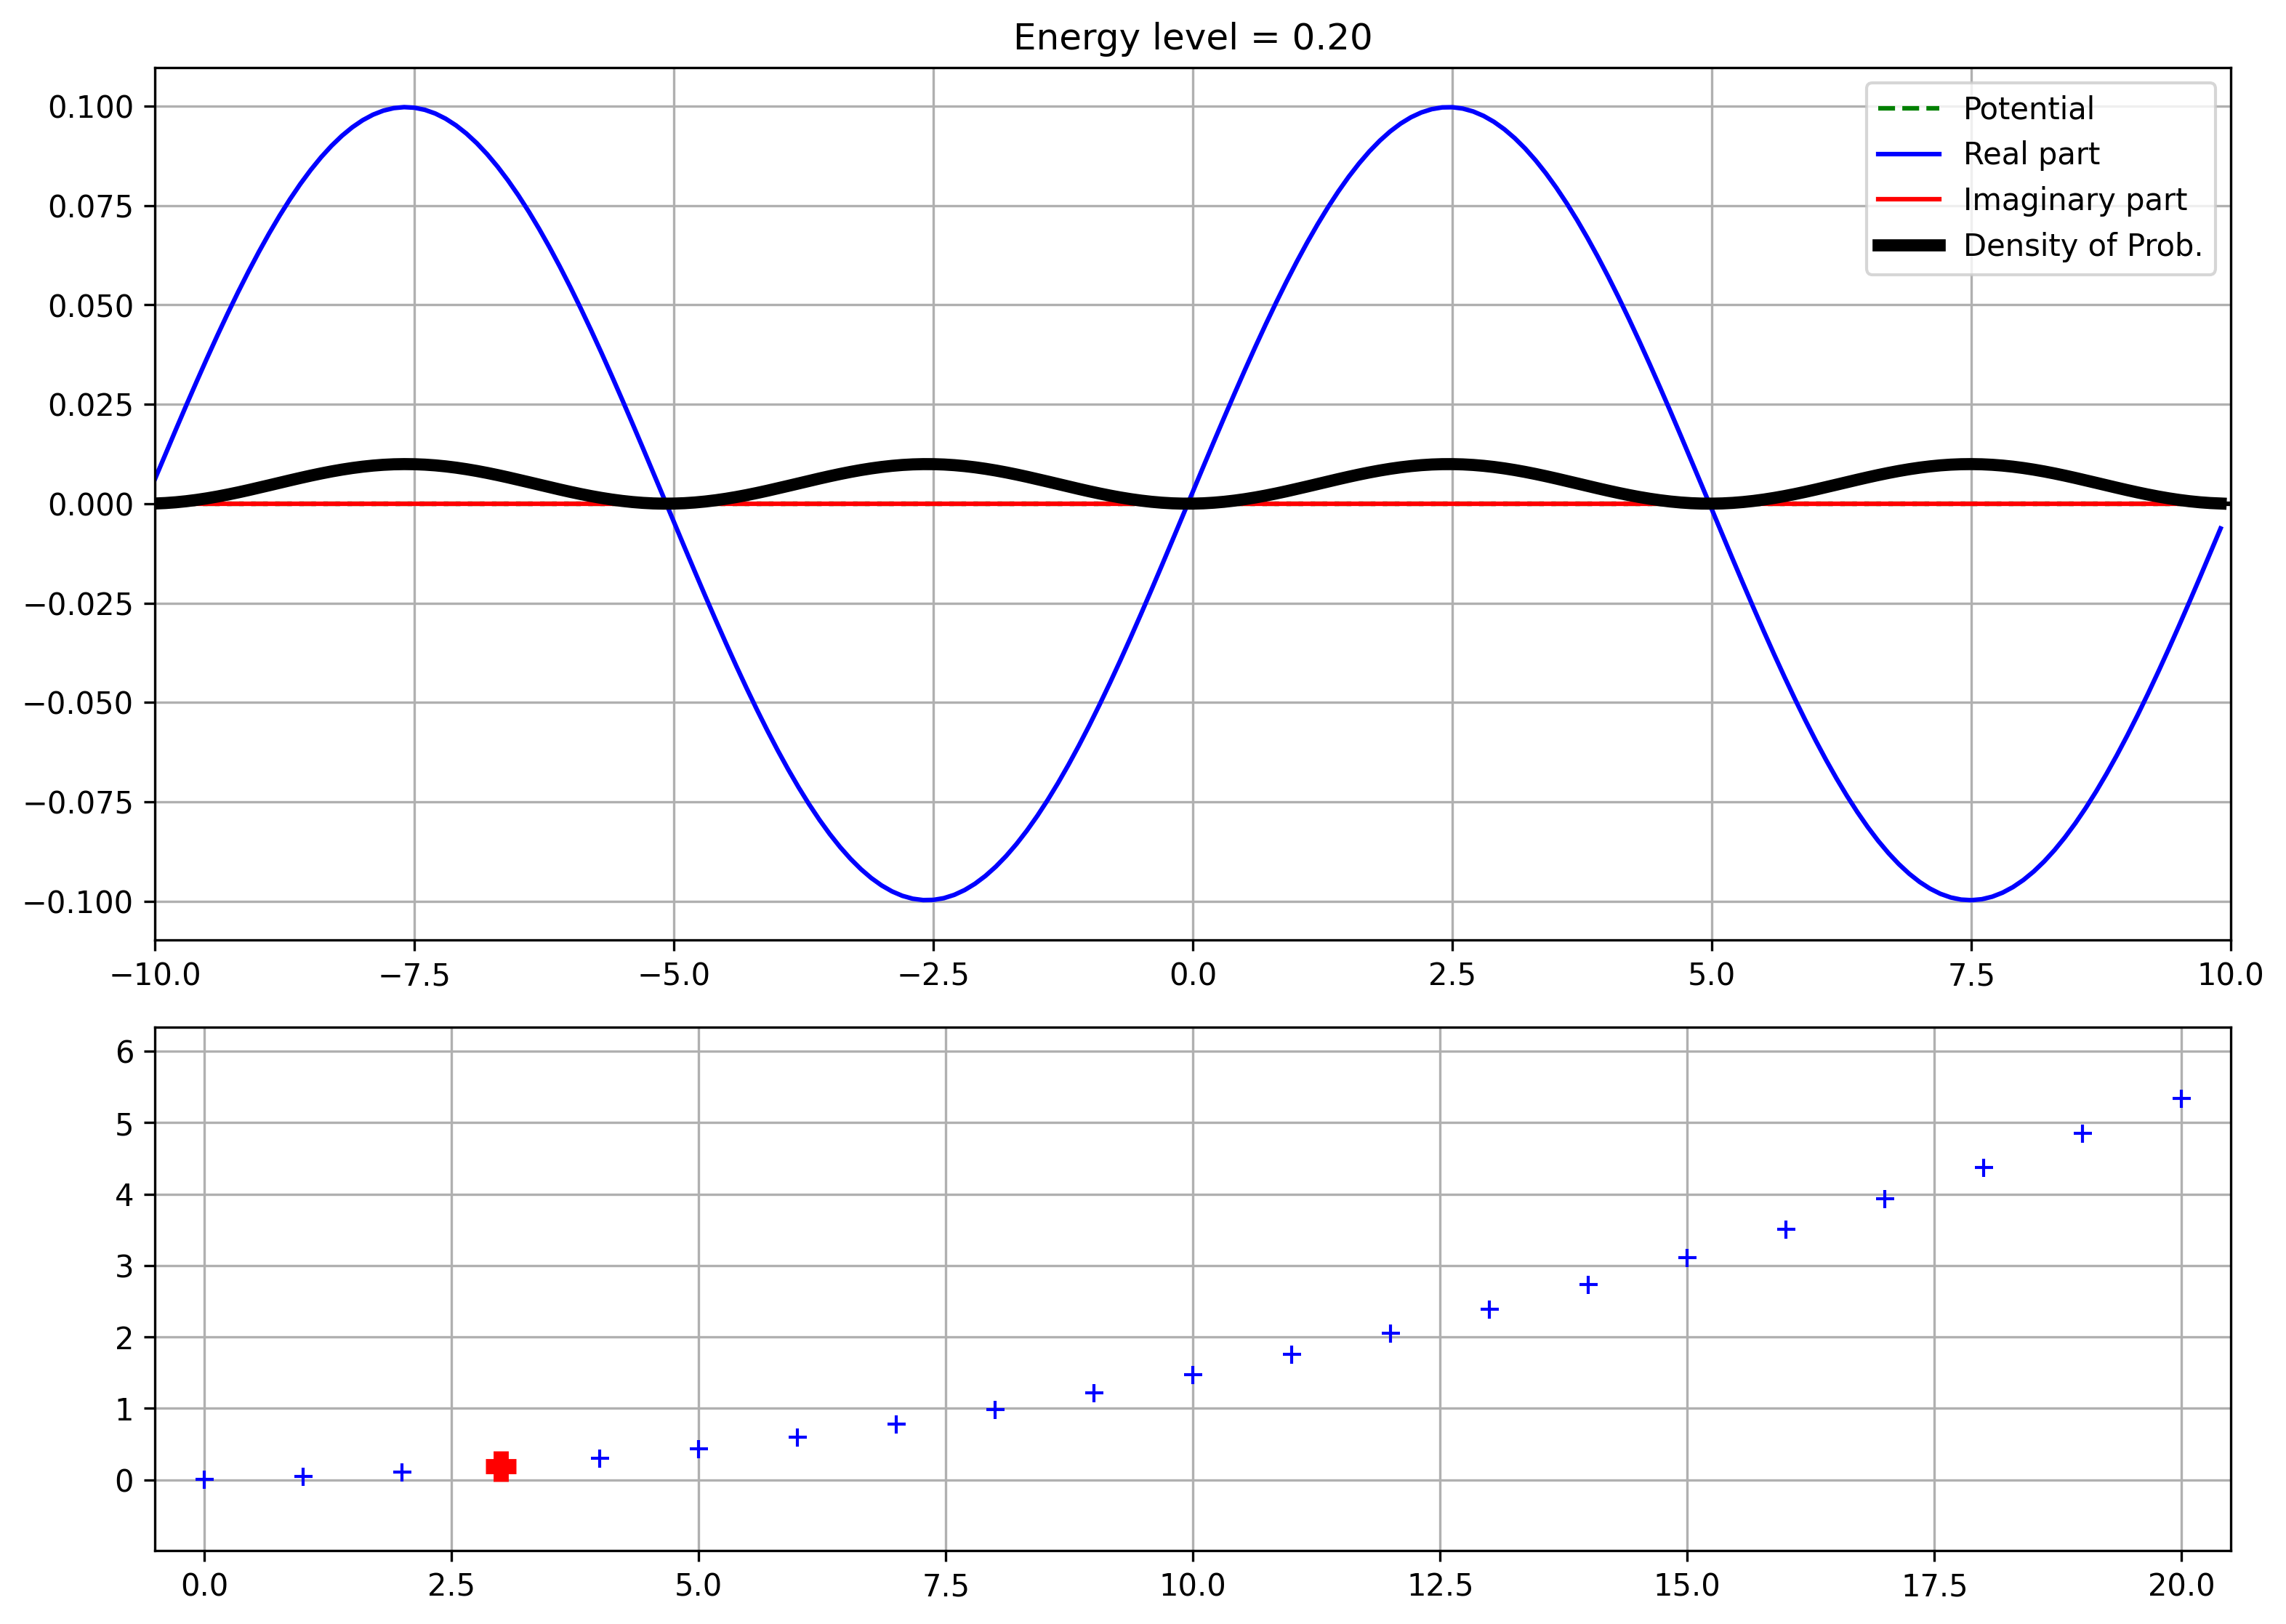 Energy level = 0.20
0.100
0.075
0.050
0.025
0.000
−0.025
−0.050
−0.075
−0.100
Potential
Real part
Imaginary part
Density of Prob.
−10.0 −7.5 −5.0 −2.5 0.0 2.5 5.0 7.5 10.0
6
5
4
3
2
1
0
0.0 2.5 5.0 7.5 10.0 12.5 15.0 17.5 20.0